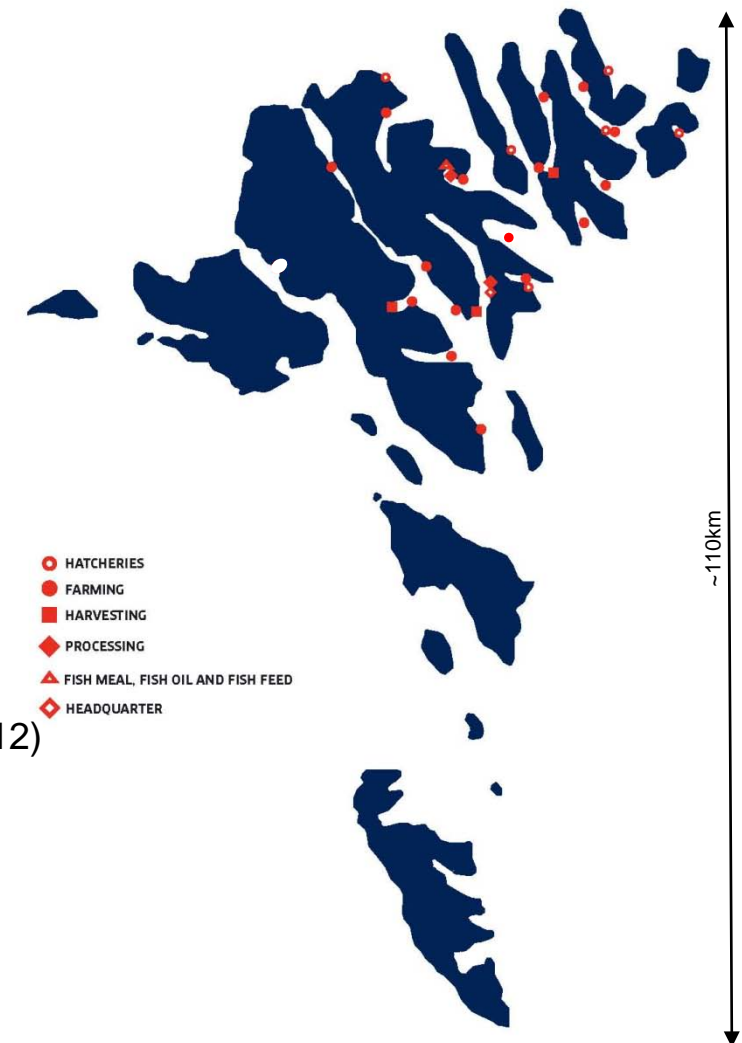 ~110km
HATCHERIES
FARMING
HARVESTING
PROCESSING
FISH MEAL, FISH OIL AND FISH FEED
HEADQUARTER
12)